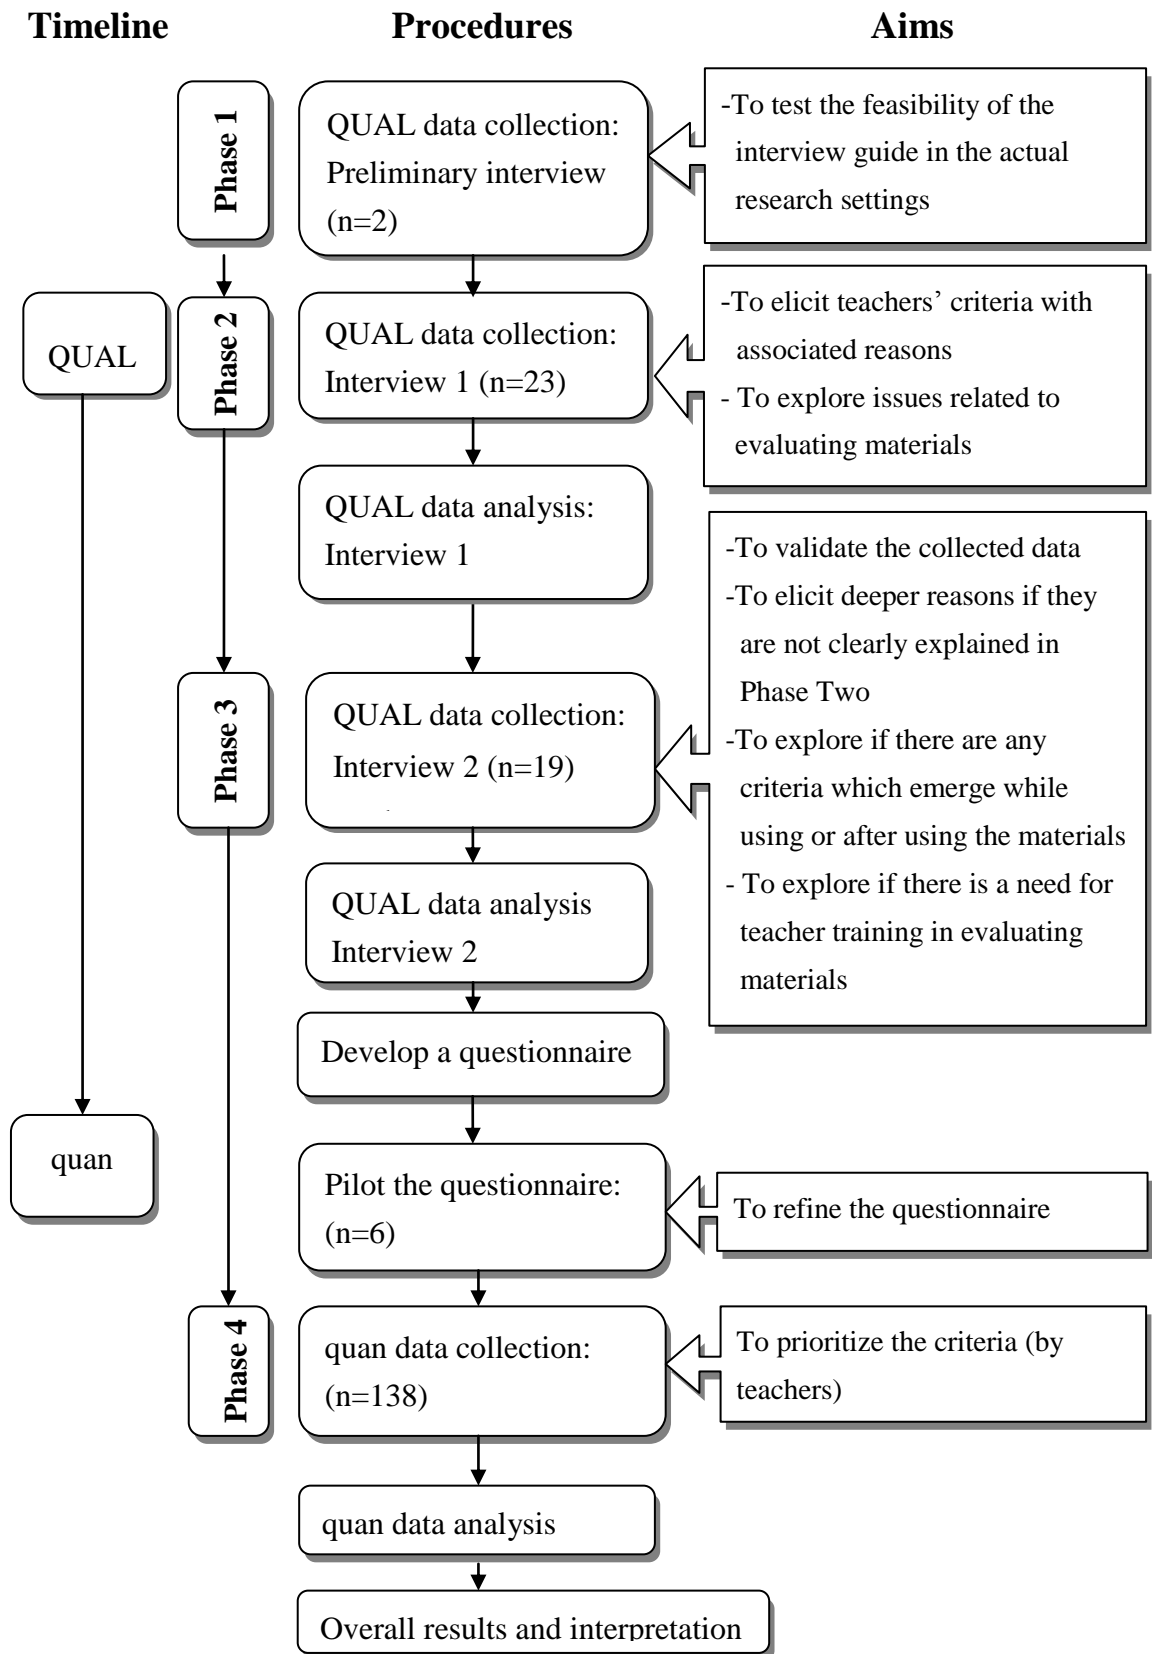 Timeline
Procedures
Aims
Phase 1
QUAL data collection:
Preliminary interview
(n=2)
-To test the feasibility of the
interview guide in the actual
research settings
QUAL
Phase 2
QUAL data collection:
Interview 1 (n=23)
-To elicit teachers’ criteria with
associated reasons
- To explore issues related to
evaluating materials
QUAL data analysis:
Interview 1
Phase 3
QUAL data collection:
Interview 2 (n=19)
-To validate the collected data
-To elicit deeper reasons if they
are not clearly explained in
Phase Two
-To explore if there are any
criteria which emerge while
using or after using the materials
- To explore if there is a need for
teacher training in evaluating
materials
QUAL data analysis
Interview 2
Develop a questionnaire
quan
Pilot the questionnaire:
(n=6)
To refine the questionnaire
Phase 4
quan data collection:
(n=138)
To prioritize the criteria (by
teachers)
quan data analysis
Overall results and interpretation